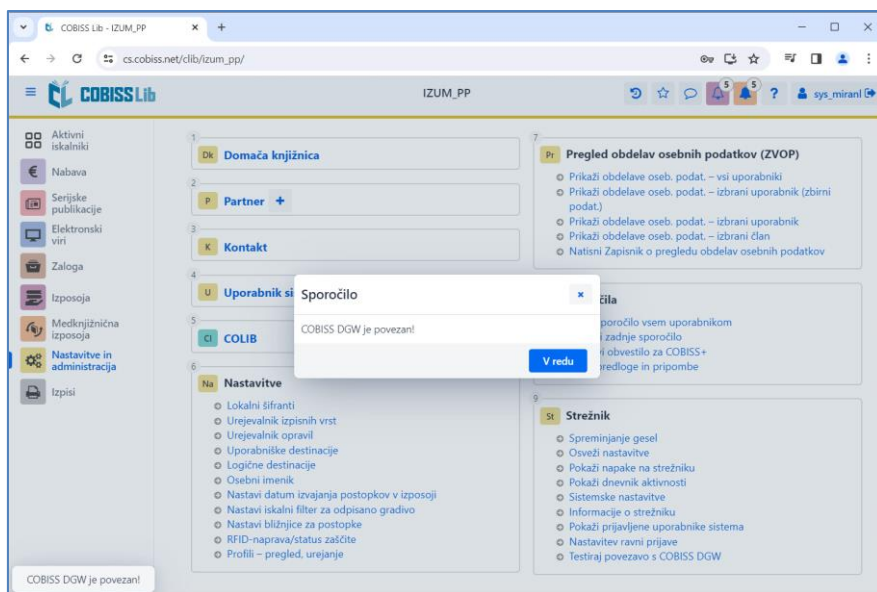 COBISS Lib - IZUM_PP
cs.cobiss.net/clib/izum_pp/
COBISS Lib
IZUM_PP
5
5
?
sys_miranl
Aktivni
iskalniki
Nabava
Serijske
publikacije
Elektronski
viri
Zaloga
Izposoja
Medknjižnična
izposoja
Nastavitve in
administracija
Izpisi
1
Dk Domača knjižnica
2
P Partner +
3
K Kontakt
4
U Uporabnik si
5
CI COLIB
6
Na Nastavitve
Lokalni šifranti
Urejevalnik izpisnih vrst
Urejevalnik opravil
Uporabniške destinacije
Logične destinacije
Osebni imenik
Nastavi datum izvajanja postopkov v izposoji
Nastavi iskalni filter za odpisano gradivo
Nastavi bližnjice za postopke
RFID-naprava/status zaščite
Profili – pregled, urejanje
7
Pr Pregled obdelav osebnih podatkov (ZVOP)
Prikaži obdelave oseb. podat. – vsi uporabniki
Prikaži obdelave oseb. podat. – izbrani uporabnik (zbirni
podat.)
Prikaži obdelave oseb. podat. – izbrani uporabnik
Prikaži obdelave oseb. podat. – izbrani član
Natisni Zapisnik o pregledu obdelav osebnih podatkov
čila
poročilo vsem uporabnikom
i zadnje sporočilo
vi obvestilo za COBISS+
redloge in pripombe
9
St Strežnik
Spreminjanje gesel
Osveži nastavitve
Pokaži napake na strežniku
Pokaži dnevnik aktivnosti
Sistemske nastavitve
Informacije o strežniku
Pokaži prijavljene uporabnike sistema
Nastavitev ravni prijave
Testiraj povezavo s COBISS DGW
Sporočilo
COBISS DGW je povezan!
V redu
COBISS DGW je povezan!